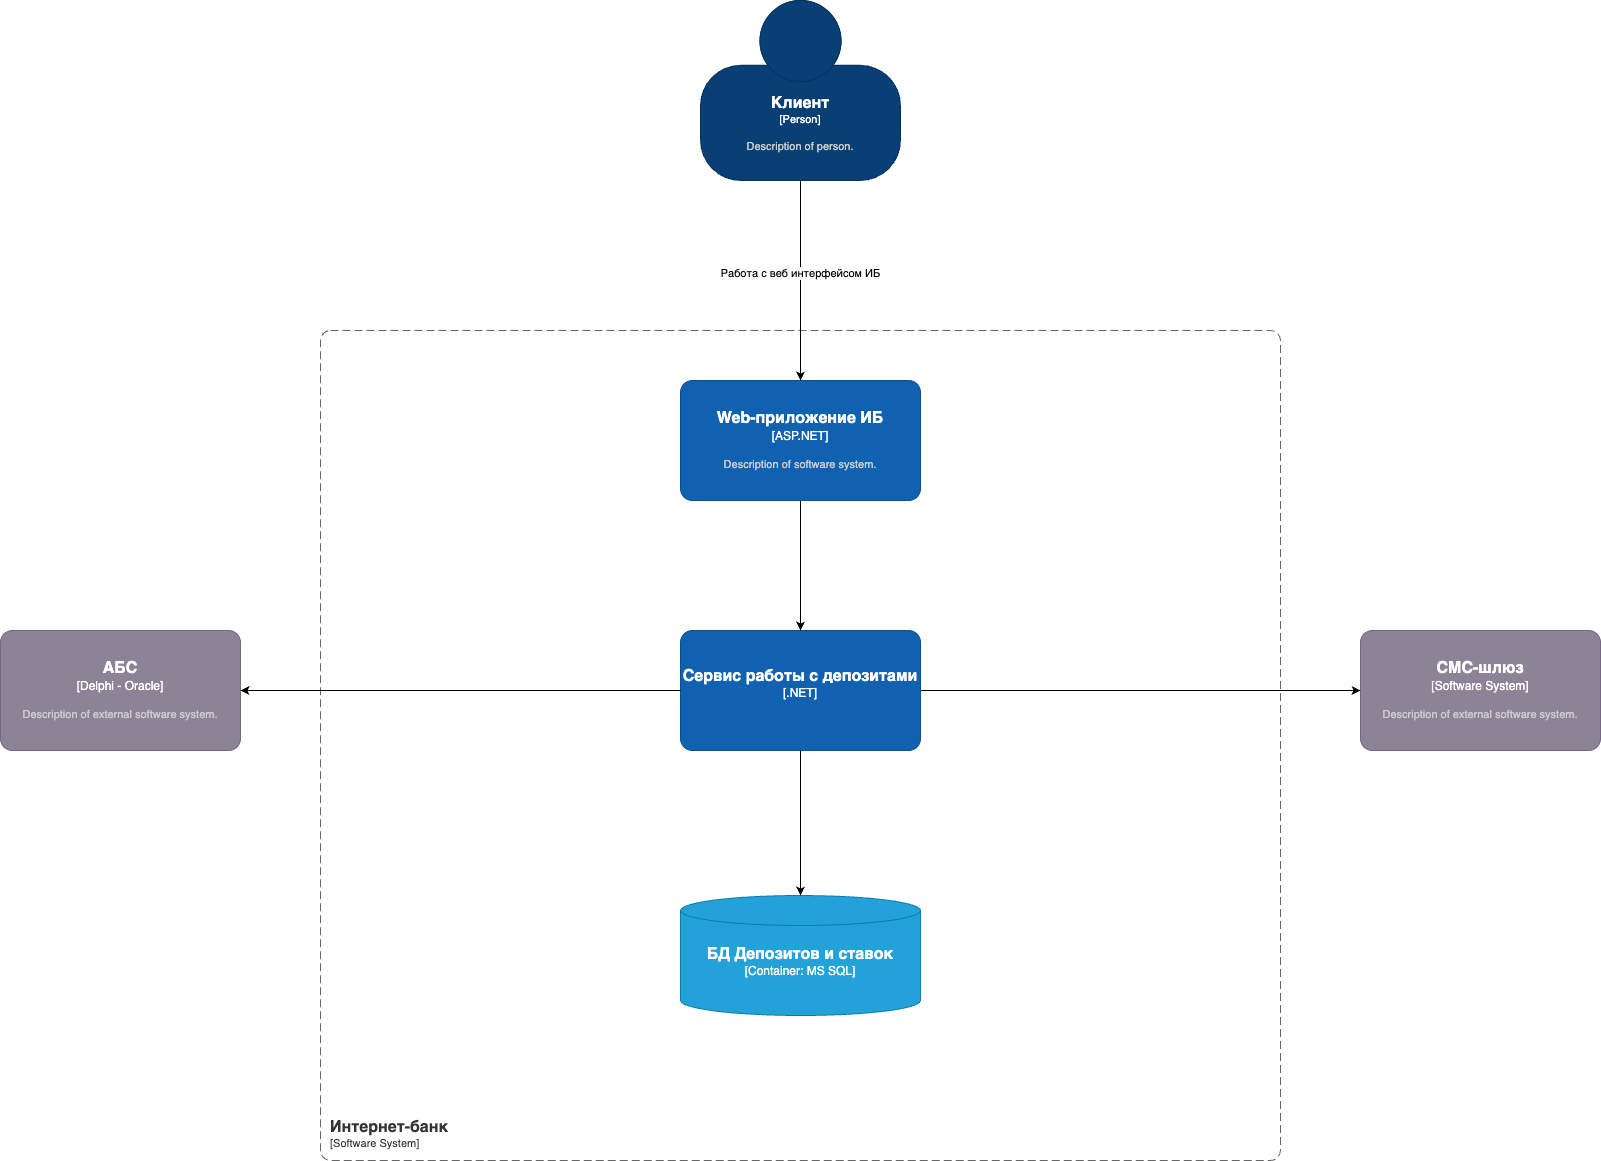 Клиент
[Person]
Description of person.
Работа с веб интерфейсом ИБ
Web-приложение ИБ
[ASP.NET]
Description of software system.
АБС
[Delphi - Oracle]
Description of external software system.
Сервис работы с депозитами
[.NET]
СМС-шлюз
[Software System]
Description of external software system.
БД Депозитов и ставок
[Container: MS SQL]
Интернет-банк
[Software System]